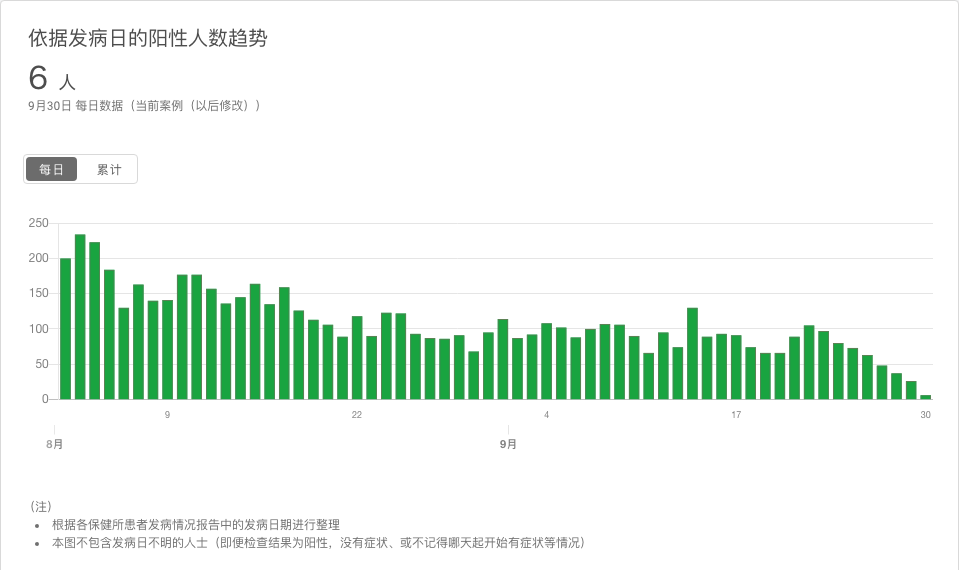 依据发病日的阳性人数趋势
6 人
9月30日 每日数据（当前案例（以后修改））
每日 累计
250
200
150
100
50
0
9 22 4 17 30
8月 9月
（注）
• 根据各保健所患者发病情况报告中的发病日期进行整理
• 本图不包含发病日不明的人士（即便检查结果为阳性，没有症状、或不记得哪天起开始有症状等情况）